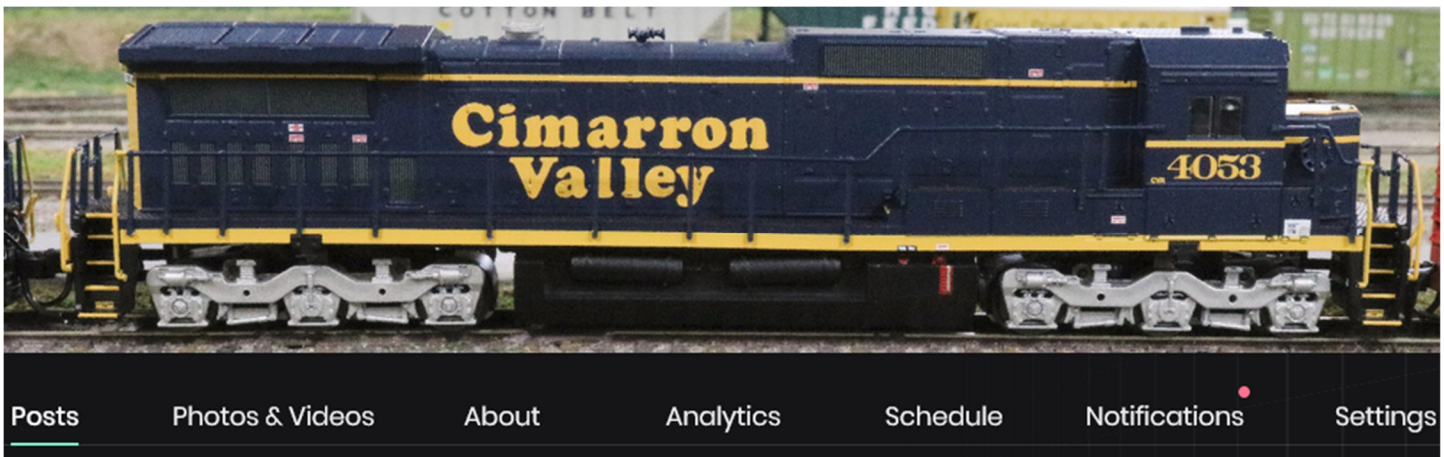 COTTON BELT
Cimarron
Valley
CVR 4053
Posts Photos & Videos About Analytics Schedule Notifications Settings